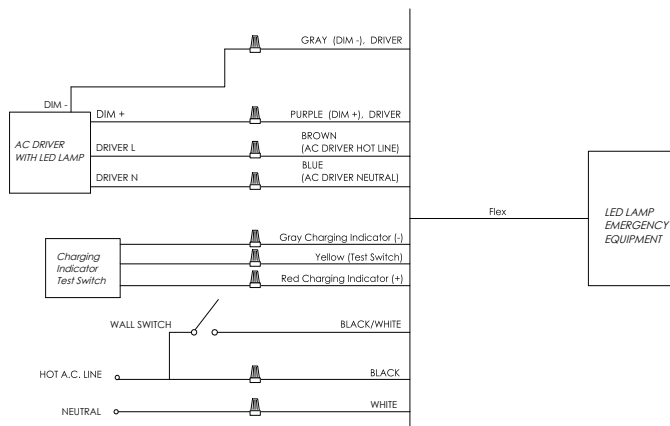 GRAY (DIM -), DRIVER
DIM -
DIM +
PURPLE (DIM +), DRIVER
AC DRIVER
WITH LED LAMP
DRIVER L
BROWN
(AC DRIVER HOT LINE)
DRIVER N
BLUE
(AC DRIVER NEUTRAL)
Flex
LED LAMP
EMERGENCY
EQUIPMENT
Charging
Indicator
Test Switch
Gray Charging Indicator (-)
Yellow (Test Switch)
Red Charging Indicator (+)
WALL SWITCH
BLACK/WHITE
HOT A.C. LINE
BLACK
NEUTRAL
WHITE